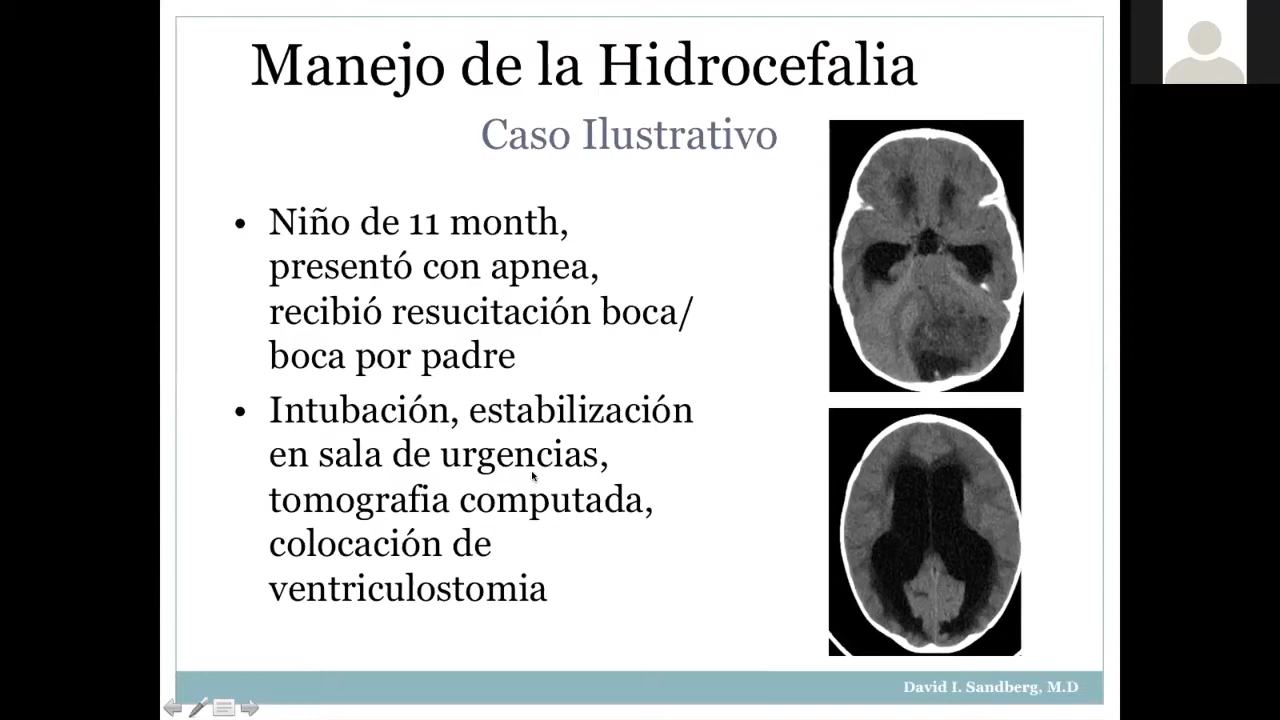 Manejo de la Hidrocefalia
Caso Ilustrativo
• Niño de 11 month,
presentó con apnea,
recibió resucitación boca/
boca por padre
• Intubación, estabilización
en sala de urgencias,
tomografia computada,
colocación de
ventriculostomia
David I. Sandberg, M.D